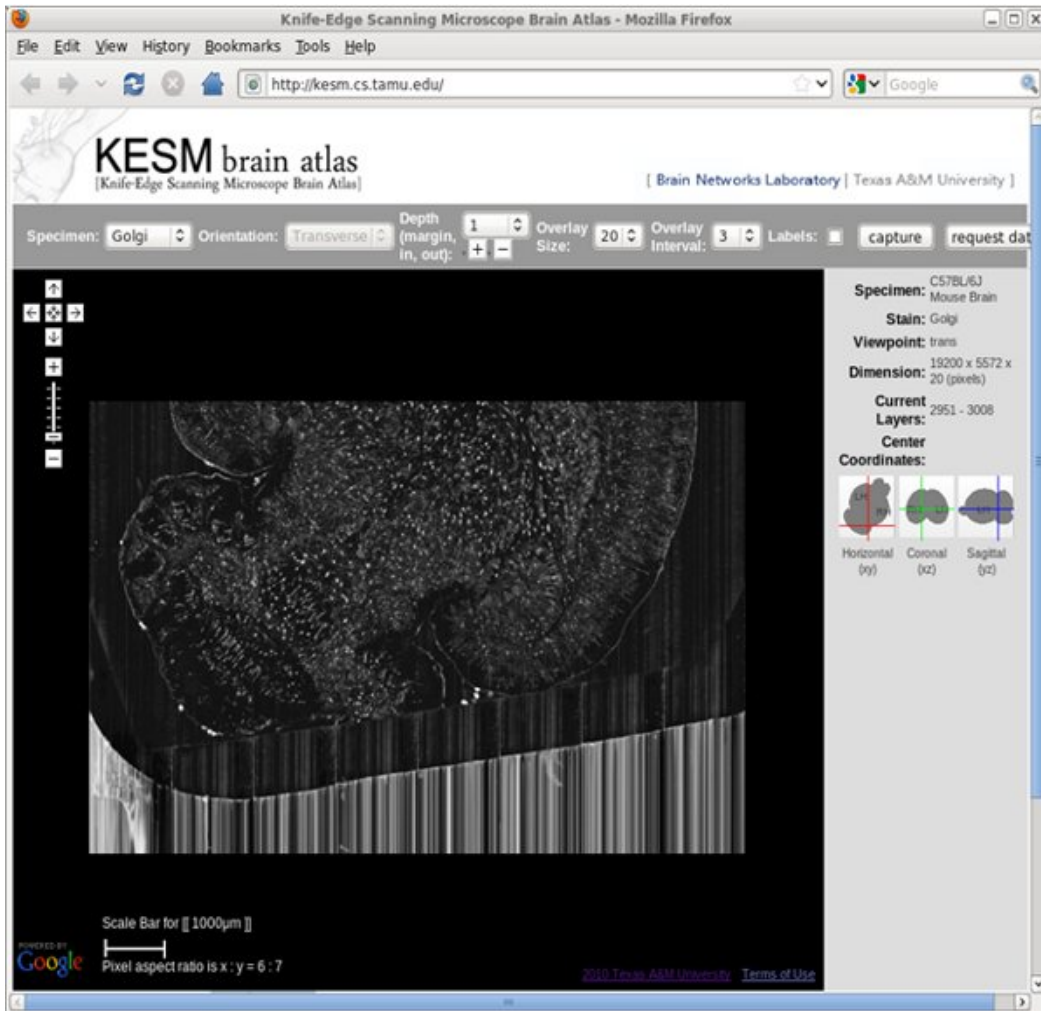 Knife-Edge Scanning Microscope Brain Atlas - Mozilla Firefox
File Edit View History Bookmarks Tools Help
http://kesm.cs.tamu.edu/
Google
KESM brain atlas
[Knife-Edge Scanning Microscope Brain Atlas]
[ Brain Networks Laboratory | Texas A&M University ]
Specimen: Golgi Orientation: Transverse Depth (margin, in, out): 1 + - Overlay Size: 20 Overlay Interval: 3 Labels: capture request dat
Specimen: C57BL/6J Mouse Brain
Stain: Golgi
Viewpoint: trans
Dimension: 19200 x 5572 x 20 (pixels)
Current Layers: 2951 - 3008
Center Coordinates:
LH
Horizontal (xy)
Coronal (xz)
Sagittal (yz)
Scale Bar for [[ 1000μm ]]
POWERED BY
Google
Pixel aspect ratio is x : y = 6 : 7
2010 Texas A&M University Terms of Use